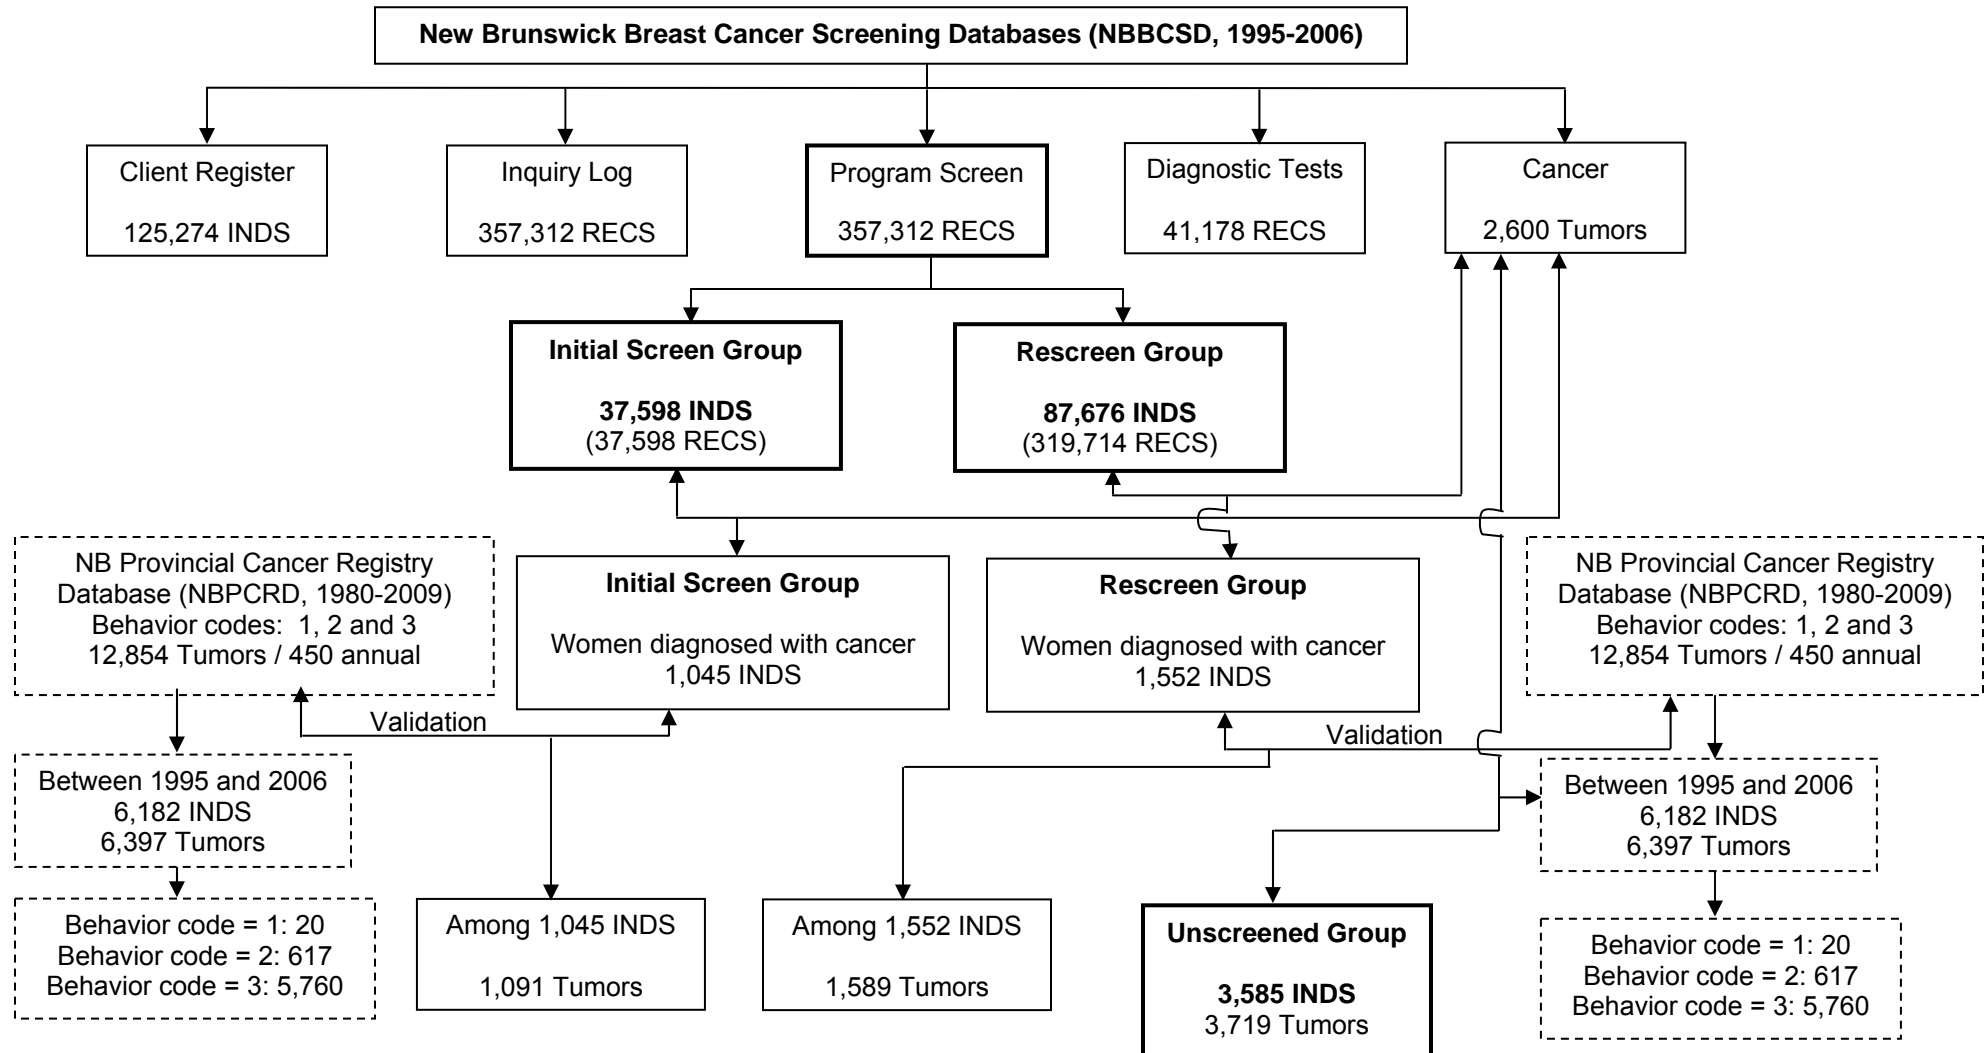 New Brunswick Breast Cancer Screening Databases (NBBCSD, 1995-2006)
Client Register
125,274 INDS
Inquiry Log
357,312 RECS
Program Screen
357,312 RECS
Diagnostic Tests
41,178 RECS
Cancer
2,600 Tumors
Initial Screen Group
37,598 INDS
(37,598 RECS)
Rescreen Group
87,676 INDS
(319,714 RECS)
NB Provincial Cancer Registry
Database (NBPCRD, 1980-2009)
Behavior codes: 1, 2 and 3
12,854 Tumors / 450 annual
Initial Screen Group
Women diagnosed with cancer
1,045 INDS
Rescreen Group
Women diagnosed with cancer
1,552 INDS
NB Provincial Cancer Registry
Database (NBPCRD, 1980-2009)
Behavior codes: 1, 2 and 3
12,854 Tumors / 450 annual
Validation
Validation
Between 1995 and 2006
6,182 INDS
6,397 Tumors
Between 1995 and 2006
6,182 INDS
6,397 Tumors
Behavior code = 1: 20
Behavior code = 2: 617
Behavior code = 3: 5,760
Among 1,045 INDS
1,091 Tumors
Among 1,552 INDS
1,589 Tumors
Unscreened Group
3,585 INDS
3,719 Tumors
Behavior code = 1: 20
Behavior code = 2: 617
Behavior code = 3: 5,760